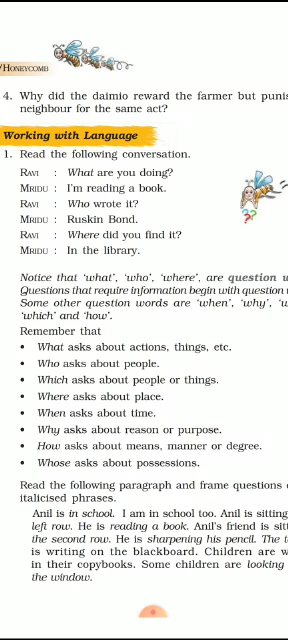 /HONEYCOMB
4. Why did the daimio reward the farmer but
neighbour for the same act?
Working with Language
1. Read the following conversation.
RAVI : What are you doing?
MRIDU : I'm reading a book.
RAVI : Who wrote it?
MRIDU : Ruskin Bond.
RAVI : Where did you find it?
MRIDU : In the library.
??
Notice that 'what', 'who', 'where', are question
Questions that require information begin with question
Some other question words are 'when', 'why',
'which' and 'how'.
Remember that
• What asks about actions, things, etc.
• Who asks about people.
• Which asks about people or things.
• Where asks about place.
• When asks about time.
• Why asks about reason or purpose.
• How asks about means, manner or degree.
• Whose asks about possessions.
Read the following paragraph and frame questions
italicised phrases.
Anil is in school. I am in school too. Anil is
left row. He is reading a book. Anil's friend is
the second row. He is sharpening his pencil. The
is writing on the blackboard. Children are
in their copybooks. Some children are looking
the window.